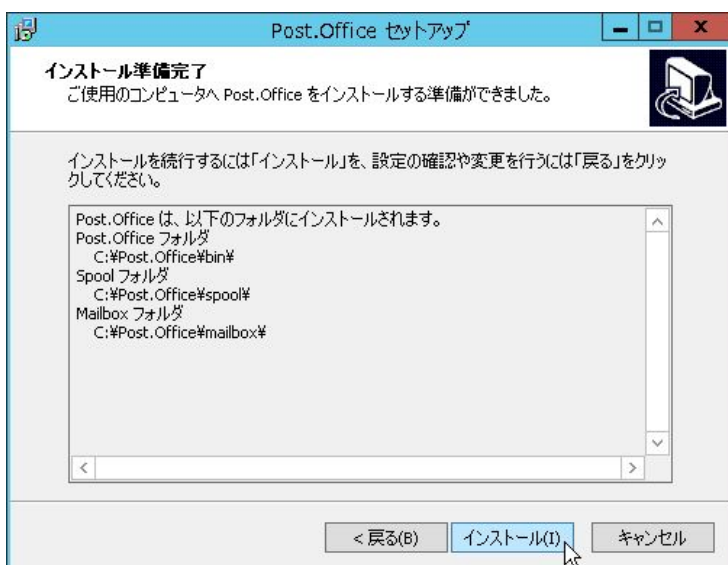 Post.Office セットアップ
インストール準備完了
ご使用のコンピュータへ Post.Office をインストールする準備ができました。
インストールを続行するには「インストール」を、設定の確認や変更を行うには「戻る」をクリッ
クしてください。
Post.Office は、以下のフォルダにインストールされます。
Post.Office フォルダ
C:¥Post.Office¥bin¥
Spool フォルダ
C:¥Post.Office¥spool¥
Mailbox フォルダ
C:¥Post.Office¥mailbox¥
< 戻る(B)
インストール(I)
キャンセル